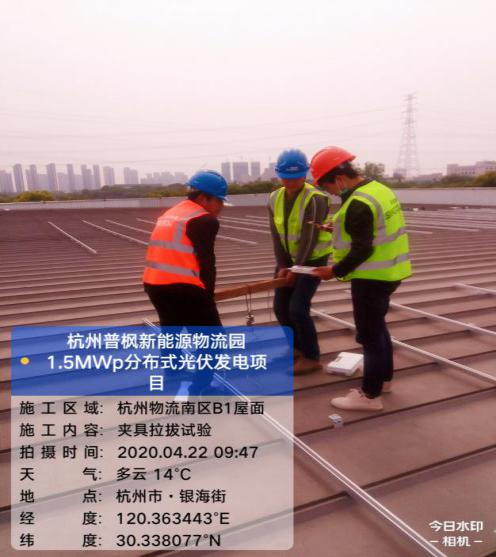 杭州普枫新能源物流园
1.5MWp分布式光伏发电项
目
施工区域: 杭州物流南区B1屋面
施工内容: 夹具拉拔试验
拍摄时间: 2020.04.22 09:47
天气: 多云 14°C
地点: 杭州市·银海街
经度: 120.363443°E
纬度: 30.338077°N
今日水印
－相机－